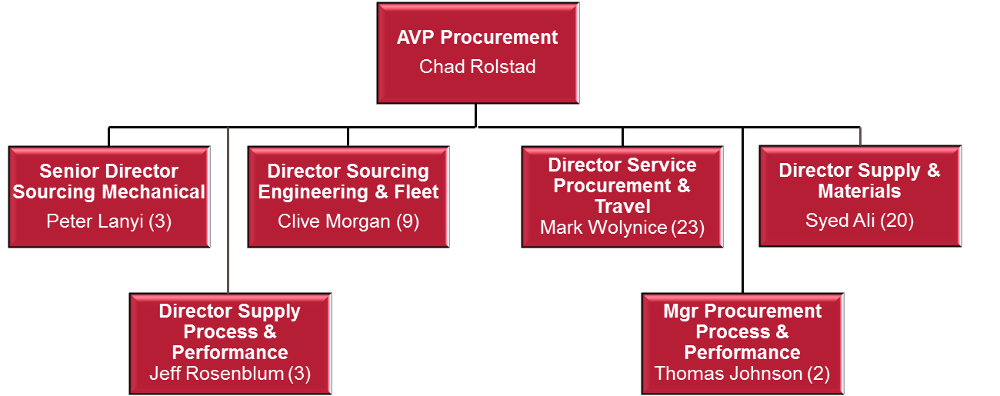 AVP Procurement
Chad Rolstad
Senior Director
Sourcing Mechanical
Peter Lanyi (3)
Director Sourcing
Engineering & Fleet
Clive Morgan (9)
Director Service
Procurement &
Travel
Mark Wolynice (23)
Director Supply &
Materials
Syed Ali (20)
Director Supply
Process &
Performance
Jeff Rosenblum (3)
Mgr Procurement
Process &
Performance
Thomas Johnson (2)